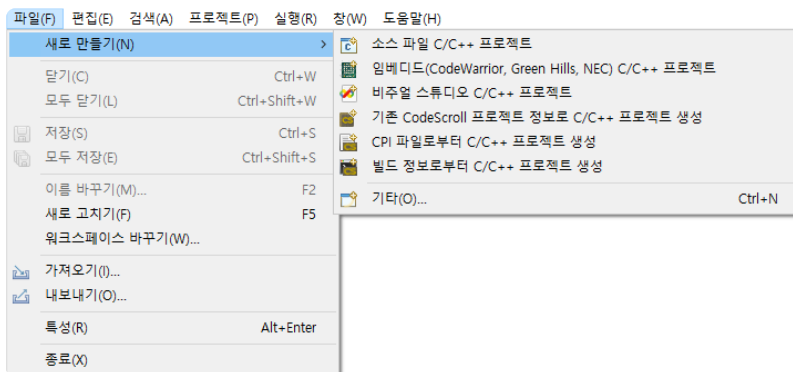 파일(F) 편집(E) 검색(A) 프로젝트(P) 실행(R) 창(W) 도움말(H)
새로 만들기(N) >
닫기(C) Ctrl+W
모두 닫기(L) Ctrl+Shift+W
저장(S) Ctrl+S
모두 저장(E) Ctrl+Shift+S
이름 바꾸기(M)... F2
새로 고치기(F) F5
워크스페이스 바꾸기(W)...
가져오기(I)...
내보내기(O)...
특성(R) Alt+Enter
종료(X)
소스 파일 C/C++ 프로젝트
임베디드(CodeWarrior, Green Hills, NEC) C/C++ 프로젝트
비주얼 스튜디오 C/C++ 프로젝트
기존 CodeScroll 프로젝트 정보로 C/C++ 프로젝트 생성
CPI 파일로부터 C/C++ 프로젝트 생성
빌드 정보로부터 C/C++ 프로젝트 생성
기타(O)... Ctrl+N